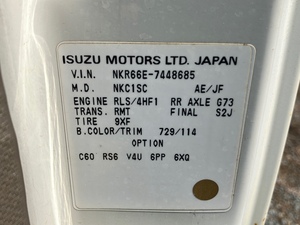 ISUZU MOTORS LTD. JAPAN
V.I.N. NKR66E-7448685
M.D. NKC1SC AE/JF
ENGINE RLS/4HF1 RR AXLE G73
TRANS. RMT FINAL S2J
TIRE 9XF
B.COLOR/TRIM 729/114
OPTION
C60 RS6 V4U 6PP 6XQ